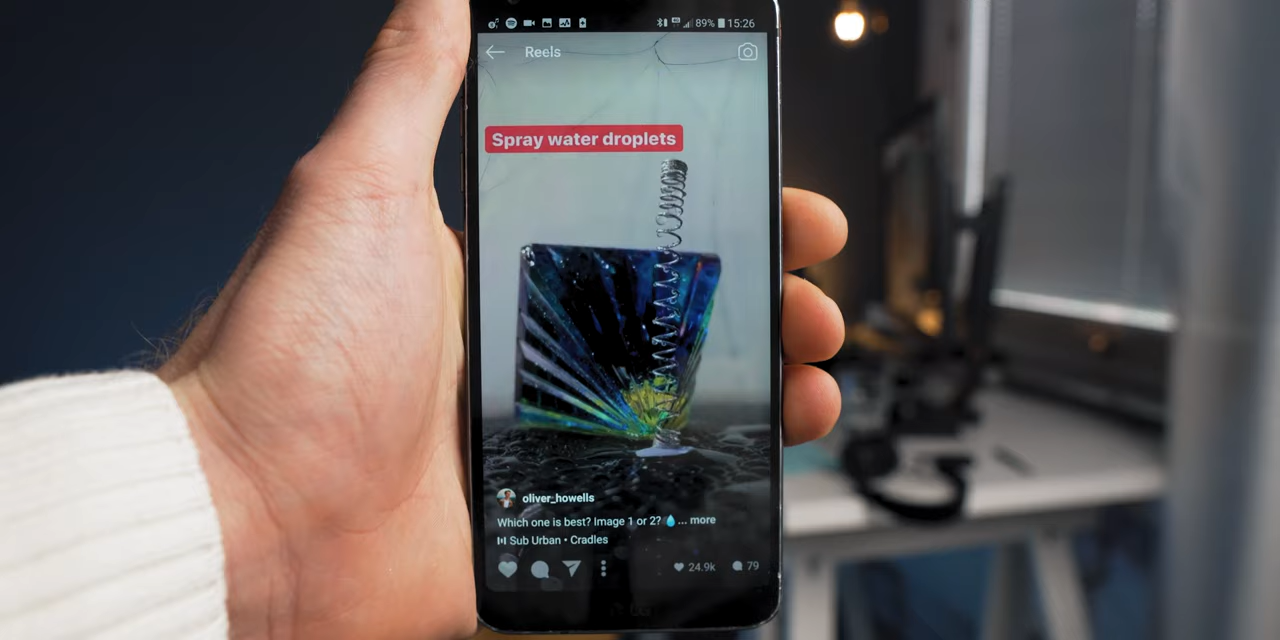 89% 15:26
Reels
Spray water droplets
oliver_howells
Which one is best? Image 1 or 2? 💧... more
Sub Urban • Cradles
24.9k 79